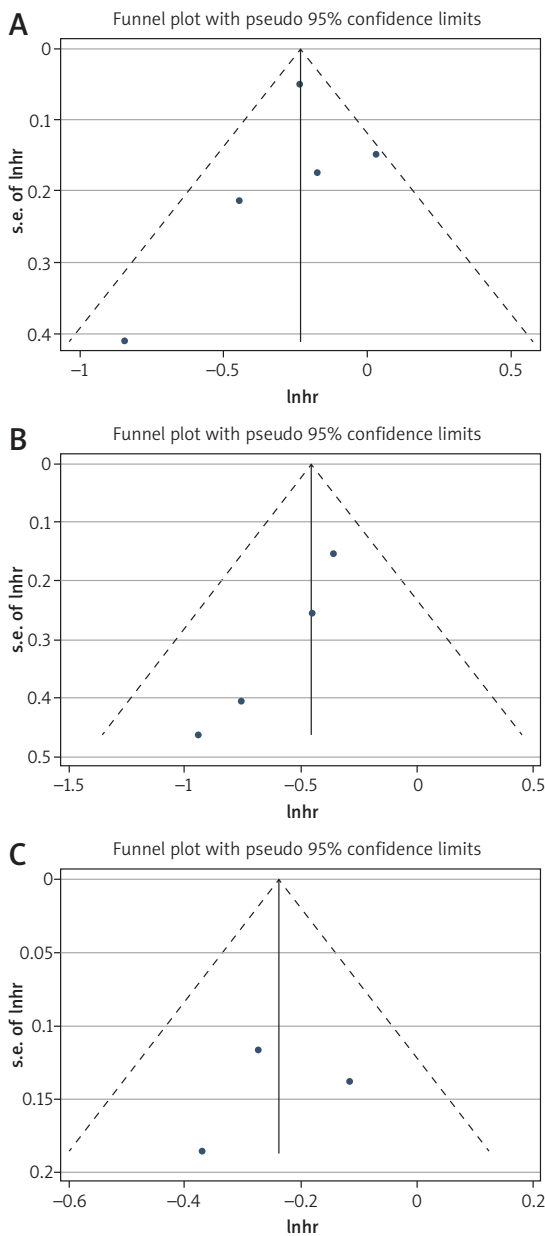 A
Funnel plot with pseudo 95% confidence limits
0
0.1
0.2
0.3
0.4
s.e. of lnhr
−1 −0.5 0 0.5
lnhr
B
Funnel plot with pseudo 95% confidence limits
0
0.1
0.2
0.3
0.4
0.5
s.e. of lnhr
−1.5 −1 −0.5 0 0.5
lnhr
C
Funnel plot with pseudo 95% confidence limits
0
0.05
0.1
0.15
0.2
s.e. of lnhr
−0.6 −0.4 −0.2 0 0.2
lnhr